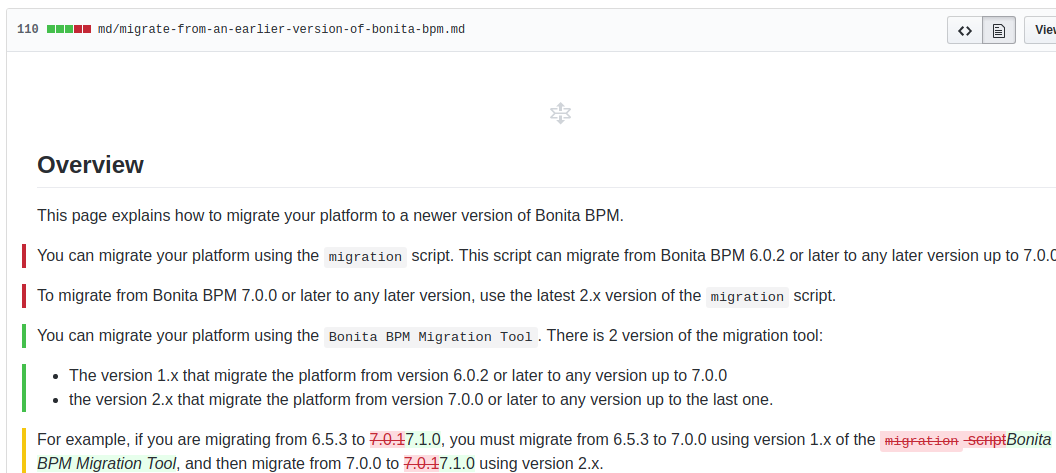 110 md/migrate-from-an-earlier-version-of-bonita-bpm.md <> View
Overview
This page explains how to migrate your platform to a newer version of Bonita BPM.
You can migrate your platform using the migration script. This script can migrate from Bonita BPM 6.0.2 or later to any later version up to 7.0.0
To migrate from Bonita BPM 7.0.0 or later to any later version, use the latest 2.x version of the migration script.
You can migrate your platform using the Bonita BPM Migration Tool. There is 2 version of the migration tool:
• The version 1.x that migrate the platform from version 6.0.2 or later to any version up to 7.0.0
• the version 2.x that migrate the platform from version 7.0.0 or later to any version up to the last one.
For example, if you are migrating from 6.5.3 to 7.0.17.1.0, you must migrate from 6.5.3 to 7.0.0 using version 1.x of the migration scriptBonita
BPM Migration Tool, and then migrate from 7.0.0 to 7.0.17.1.0 using version 2.x.